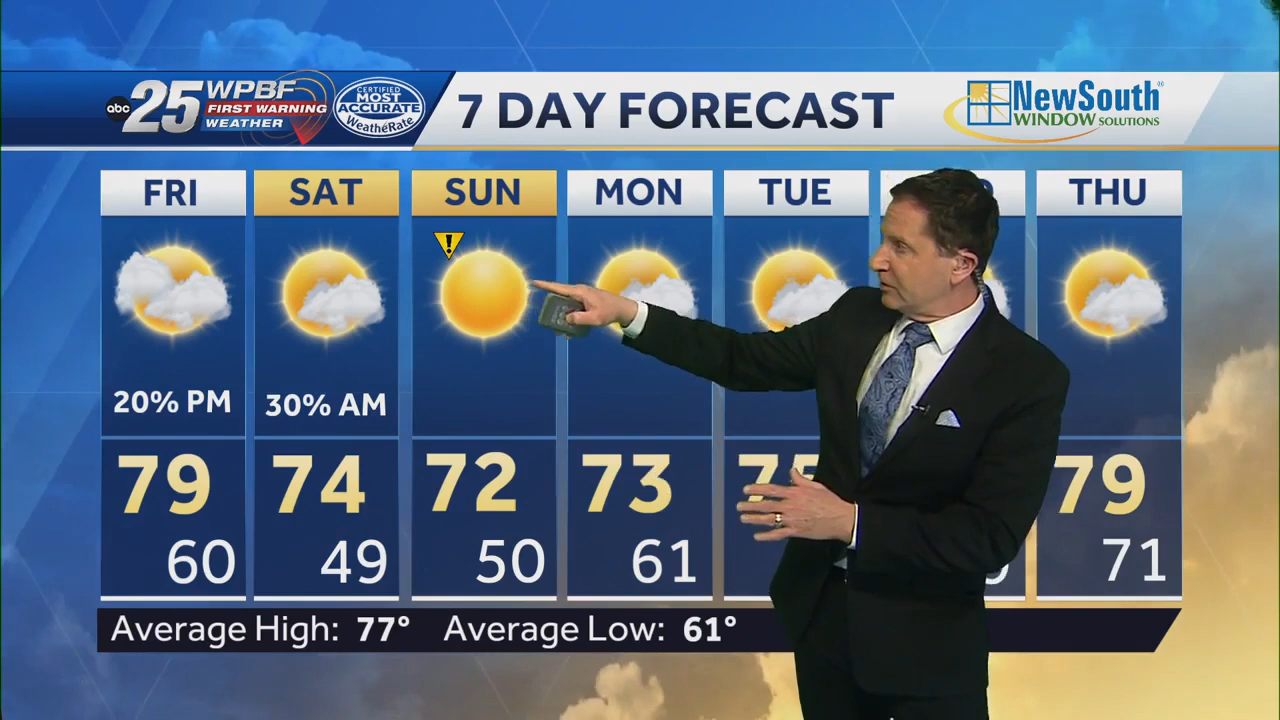 abc 25 WPBF
FIRST WARNING
WEATHER
CERTIFIED
MOST
ACCURATE
WeatheRate
7 DAY FORECAST
NewSouth
WINDOW SOLUTIONS
FRI SAT SUN MON TUE THU
!
20% PM 30% AM
79 74 72 73 79
60 49 50 61 71
Average High: 77° Average Low: 61°